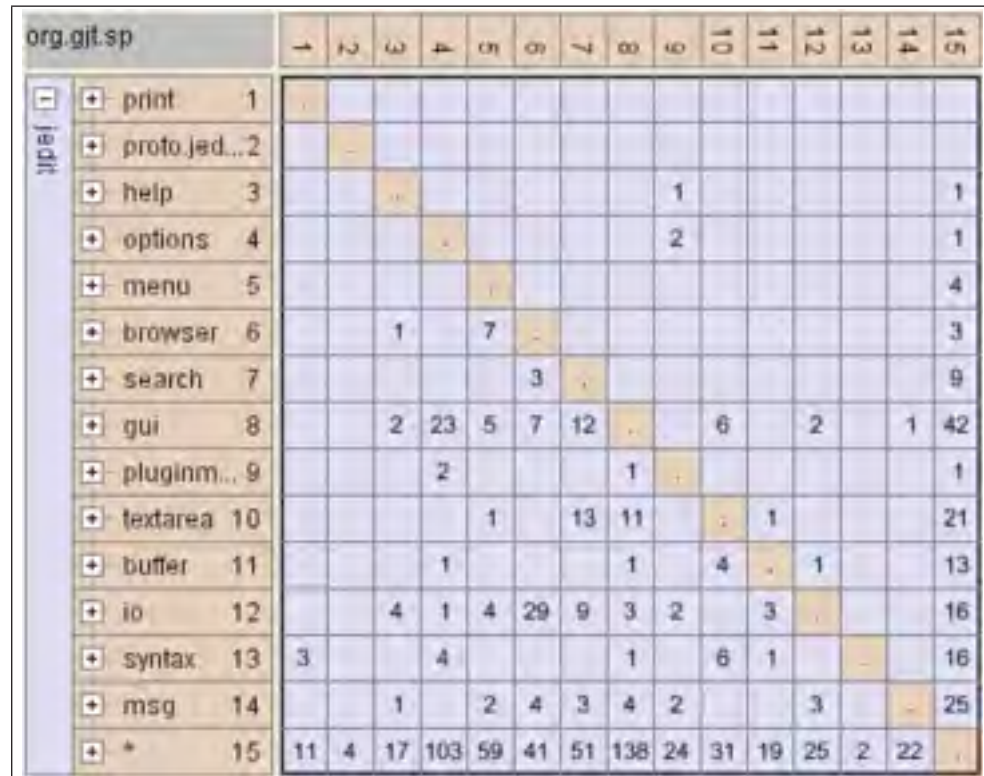 org.gjt.sp 1 2 3 4 5 6 7 8 9 10 11 12 13 14 15
jedit
print 1 .
proto.jed...2 .
help 3 . 1 1
options 4 . 2 1
menu 5 . 4
browser 6 1 7 . 3
search 7 3 . 9
gui 8 2 23 5 7 12 . 6 2 1 42
pluginm... 9 2 1 . 1
textarea 10 1 13 11 . 1 21
buffer 11 1 1 4 . 1 13
io 12 4 1 4 29 9 3 2 3 . 16
syntax 13 3 4 1 6 1 . 16
msg 14 1 2 4 3 4 2 3 . 25
* 15 11 4 17 103 59 41 51 138 24 31 19 25 2 22 .